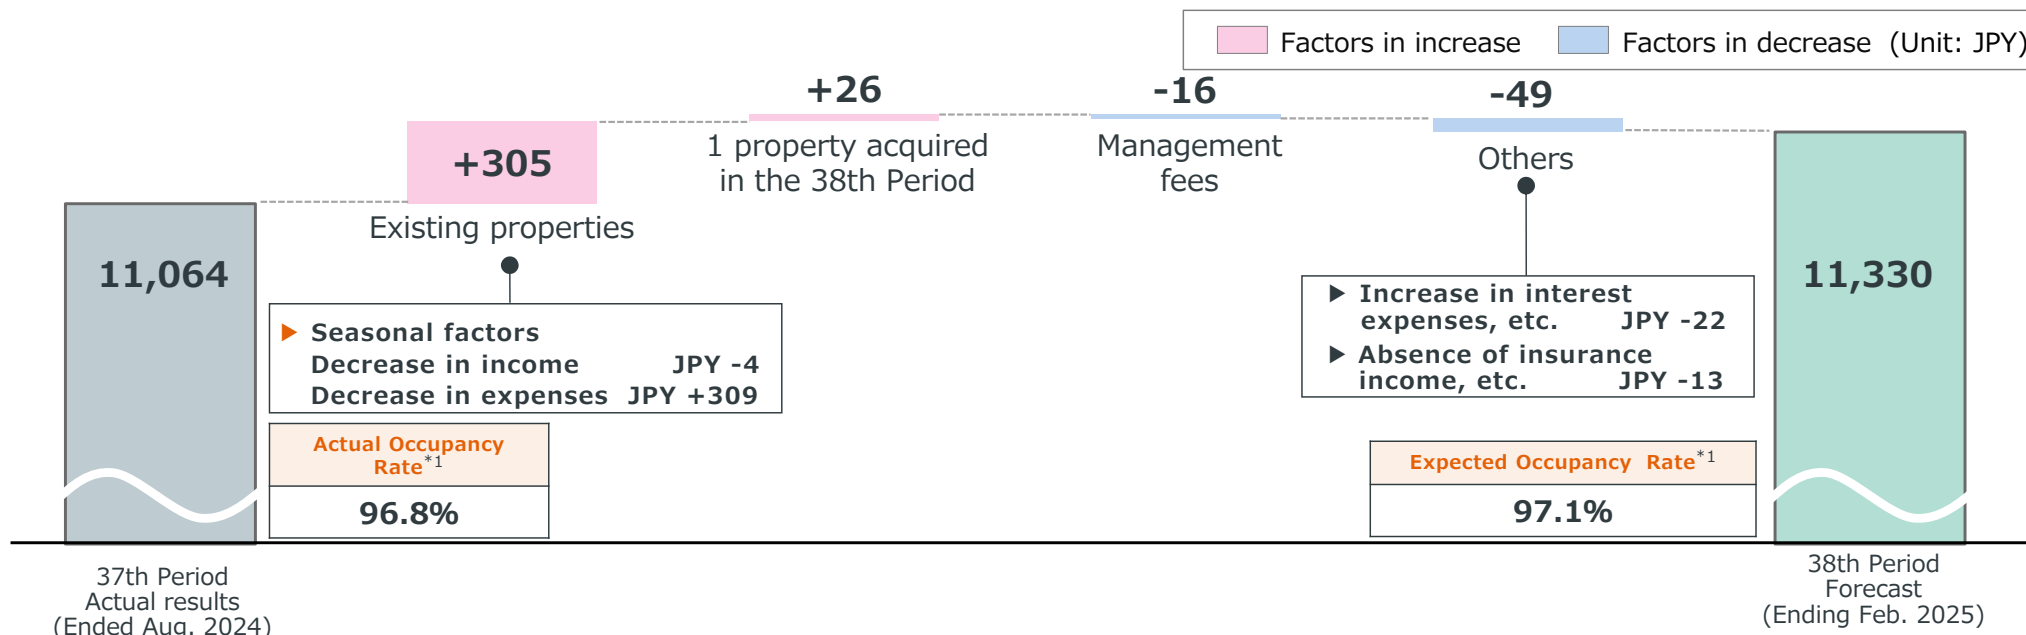 Factors in increase
Factors in decrease (Unit: JPY)
+26
-16
-49
+305
1 property acquired
in the 38th Period
Management
fees
Others
Existing properties
11,064
11,330
▶ Seasonal factors
Decrease in income JPY -4
Decrease in expenses JPY +309
▶ Increase in interest
expenses, etc. JPY -22
▶ Absence of insurance
income, etc. JPY -13
Actual Occupancy
Rate*1
96.8%
Expected Occupancy Rate*1
97.1%
37th Period
Actual results
(Ended Aug. 2024)
38th Period
Forecast
(Ending Feb. 2025)